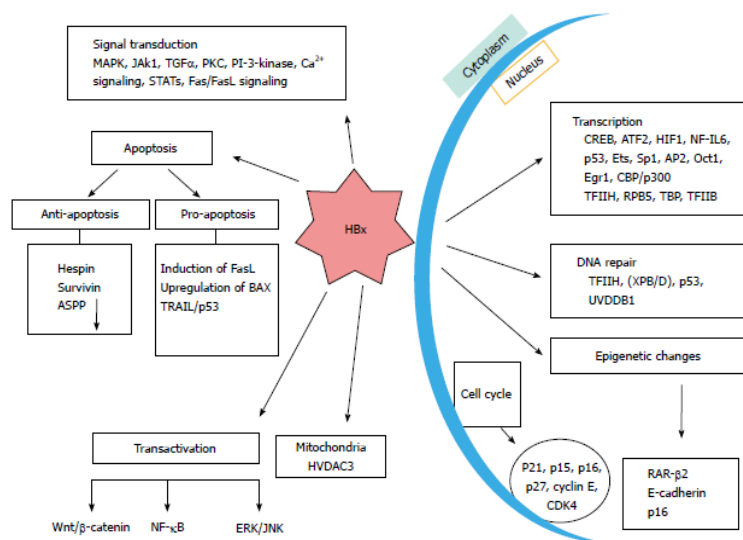 Signal transduction
MAPK, JAk1, TGFα, PKC, PI-3-kinase, Ca²⁺
signaling, STATs, Fas/FasL signaling
Cytoplasm
Nucleus
Apoptosis
Anti-apoptosis
Pro-apoptosis
Hespin
Survivin
ASPP
Induction of FasL
Upregulation of BAX
TRAIL/p53
HBx
Transcription
CREB, ATF2, HIF1, NF-IL6,
p53, Ets, Sp1, AP2, Oct1,
Egr1, CBP/p300
TFIIH, RPB5, TBP, TFIIB
DNA repair
TFIIH, (XPB/D), p53,
UVDDB1
Epigenetic changes
Cell cycle
Transactivation
Mitochondria
HVDAC3
P21, p15, p16,
p27, cyclin E,
CDK4
RAR-β2
E-cadherin
p16
Wnt/β-catenin
NF-κB
ERK/JNK